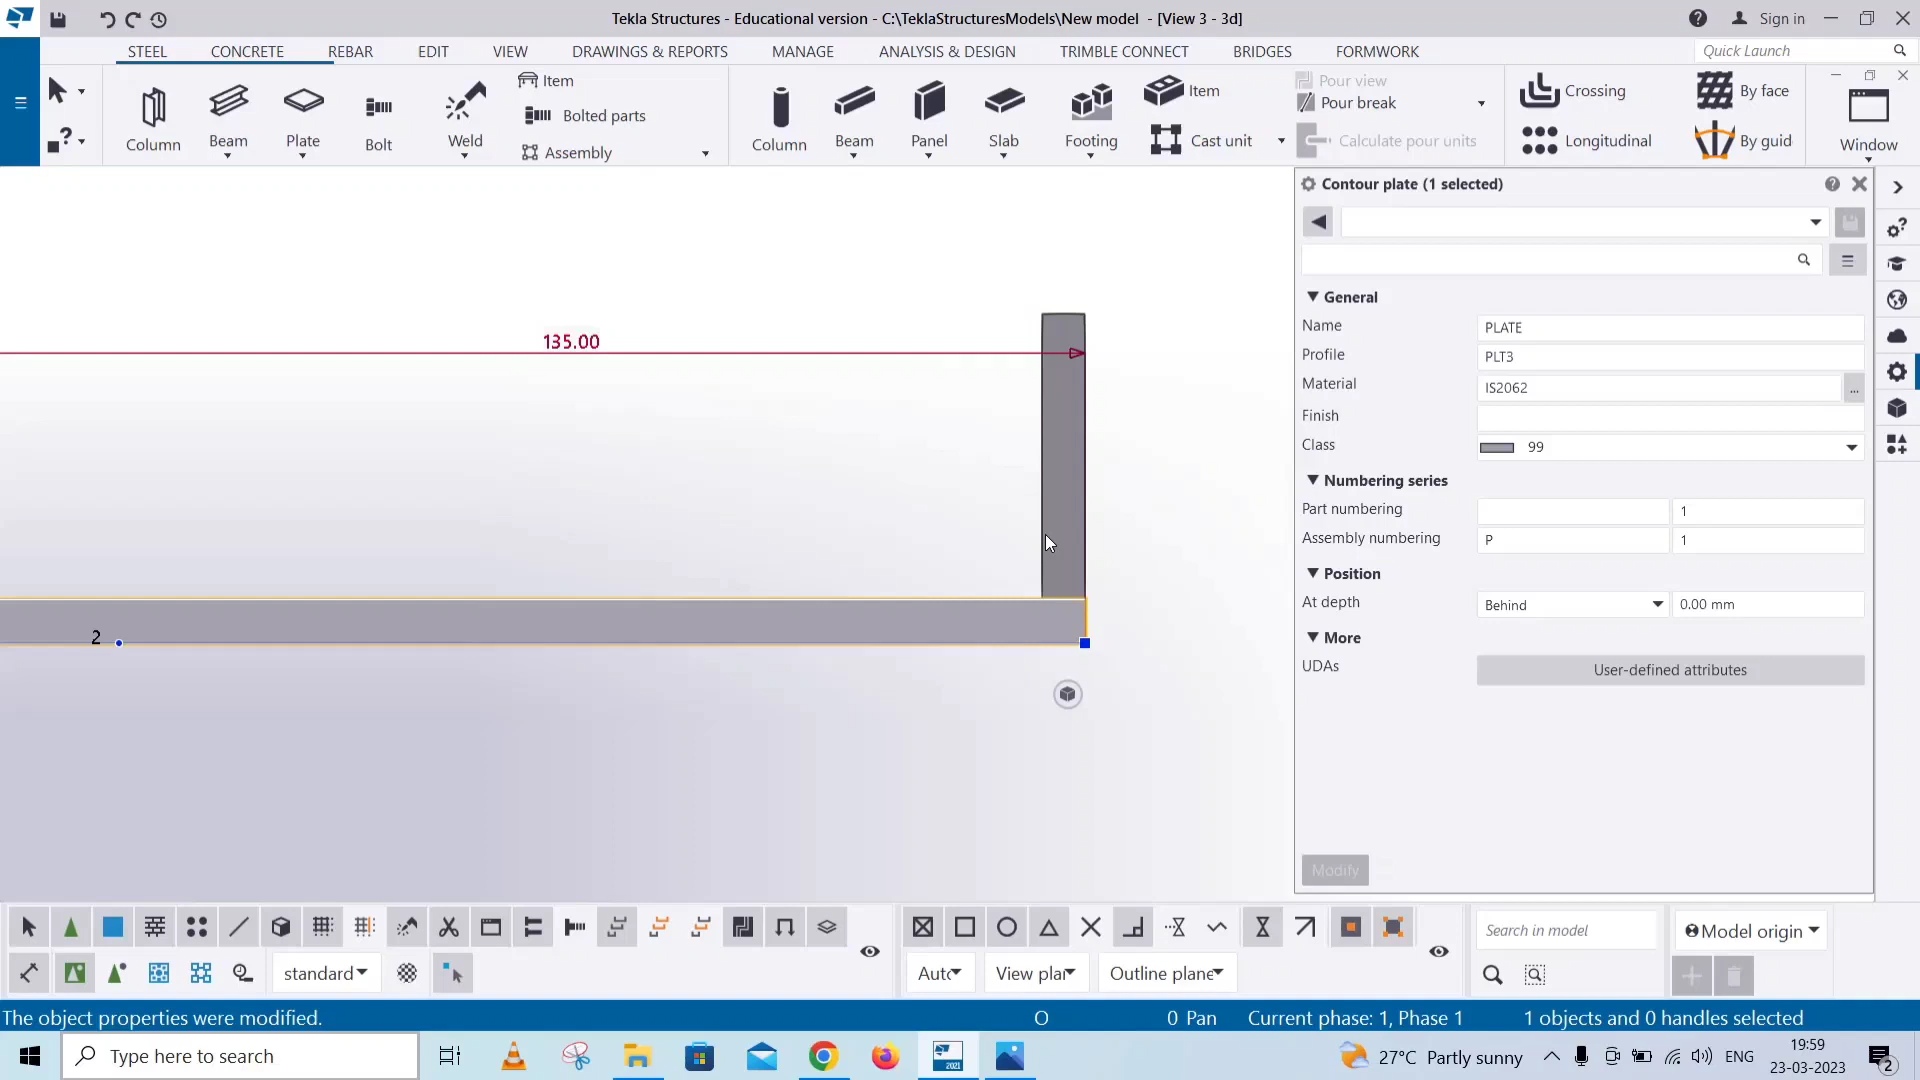 Tekla Structures - Educational version - C:\TeklaStructuresModels\New model - [View 3 - 3d]
Sign in
STEEL CONCRETE REBAR EDIT VIEW DRAWINGS & REPORTS MANAGE ANALYSIS & DESIGN TRIMBLE CONNECT BRIDGES FORMWORK
Quick Launch
Column
Beam
Plate
Bolt
Weld
Item
Bolted parts
Assembly
Column
Beam
Panel
Slab
Footing
Item
Cast unit
Pour view
Pour break
Calculate pour units
Crossing
Longitudinal
By face
By guid
Window
135.00
2
Contour plate (1 selected)
General
Name PLATE
Profile PLT3
Material IS2062
...
Finish
Class 99
Numbering series
Part numbering 1
Assembly numbering P 1
Position
At depth Behind 0.00 mm
More
UDAs User-defined attributes
Modify
standard
Auto
View plan
Outline plane
Search in model
Model origin
The object properties were modified.
O 0 Pan Current phase: 1, Phase 1 1 objects and 0 handles selected
Type here to search
2021
27°C Partly sunny
ENG
19:59
23-03-2023
2